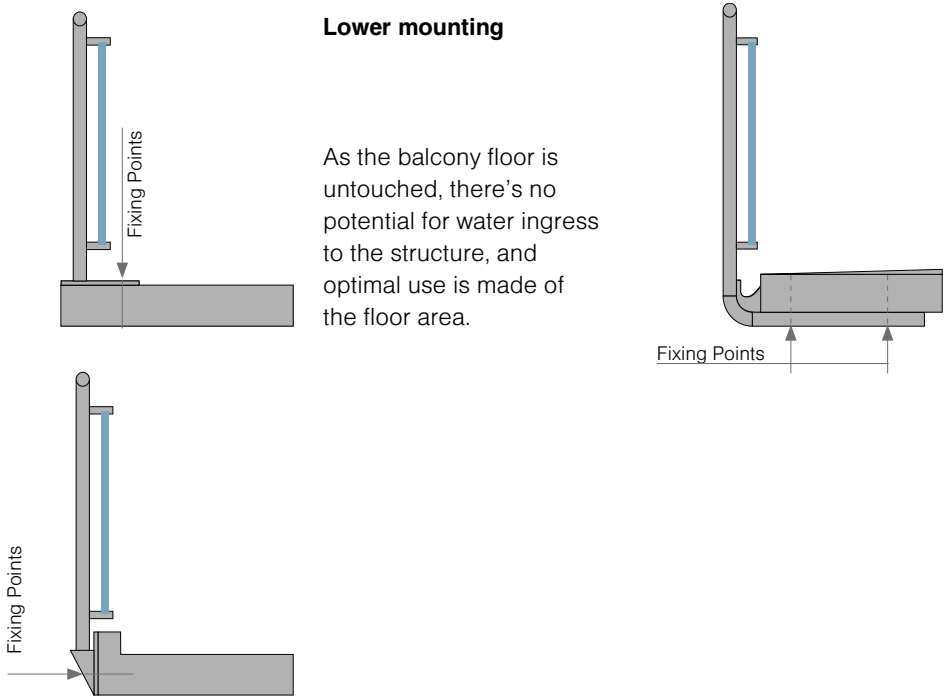 Lower mounting
Fixing Points
As the balcony floor is
untouched, there's no
potential for water ingress
to the structure, and
optimal use is made of
the floor area.
Fixing Points
Fixing Points